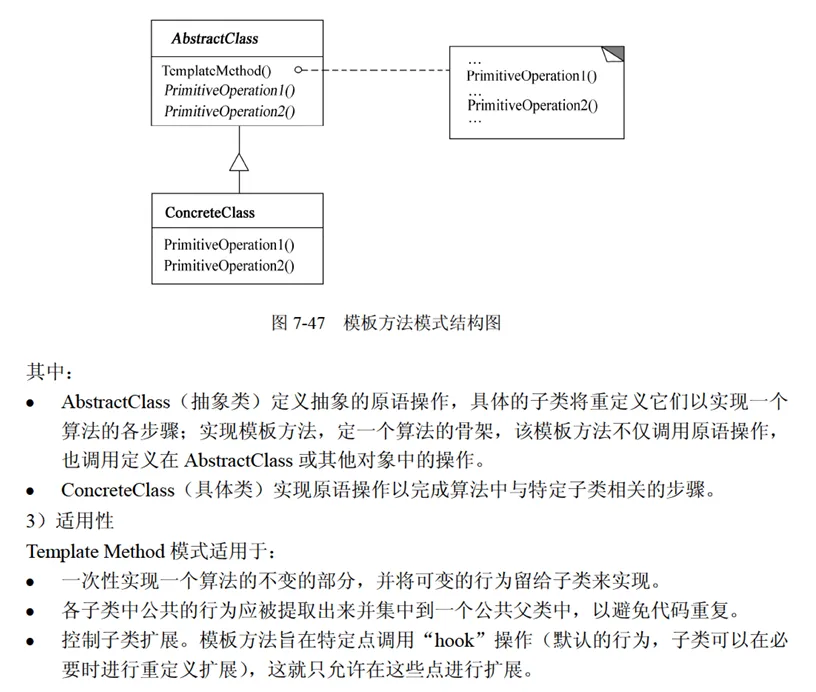 AbstractClass
TemplateMethod()
PrimitiveOperation1()
PrimitiveOperation2()
...
PrimitiveOperation1()
...
PrimitiveOperation2()
...
ConcreteClass
PrimitiveOperation1()
PrimitiveOperation2()
图 7-47 模板方法模式结构图
其中：
● AbstractClass（抽象类）定义抽象的原语操作，具体的子类将重定义它们以实现一个
算法的各步骤；实现模板方法，定一个算法的骨架，该模板方法不仅调用原语操作，
也调用定义在 AbstractClass 或其他对象中的操作。
● ConcreteClass（具体类）实现原语操作以完成算法中与特定子类相关的步骤。
3）适用性
Template Method 模式适用于：
● 一次性实现一个算法的不变的部分，并将可变的行为留给子类来实现。
● 各子类中公共的行为应被提取出来并集中到一个公共父类中，以避免代码重复。
● 控制子类扩展。模板方法旨在特定点调用“hook”操作（默认的行为，子类可以在必
要时进行重定义扩展），这就只允许在这些点进行扩展。